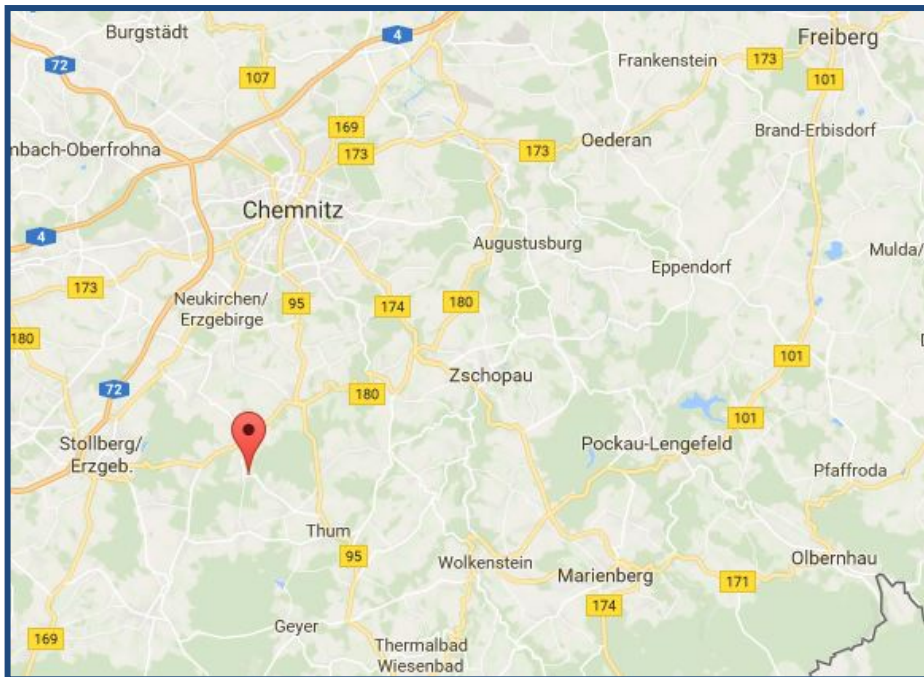 Burgstädt
4
Freiberg
72
107
Frankenstein
173
101
169
Brand-Erbisdorf
nbach-Oberfrohna
173
173
Oederan
Chemnitz
4
Augustusburg
Mulda/
173
Eppendorf
Neukirchen/
Erzgebirge
95
174
180
180
101
72
180
Zschopau
101
Stollberg/
Erzgeb.
Pockau-Lengefeld
Pfaffroda
Thum
95
Wolkenstein
Marienberg
171
Olbernhau
174
Geyer
169
Thermalbad
Wiesenbad